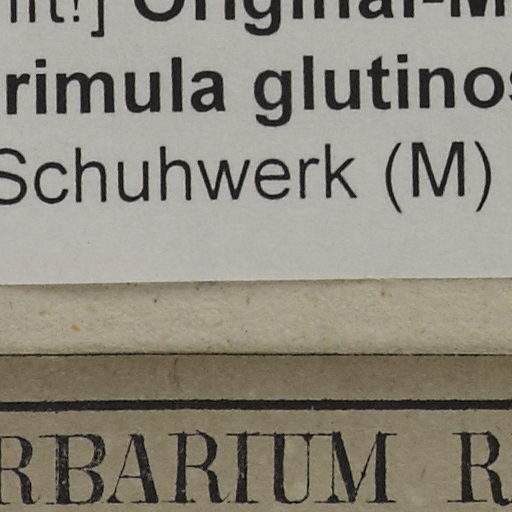 Original-M
rimula glutinos
Schuhwerk (M)
RBARIUM R